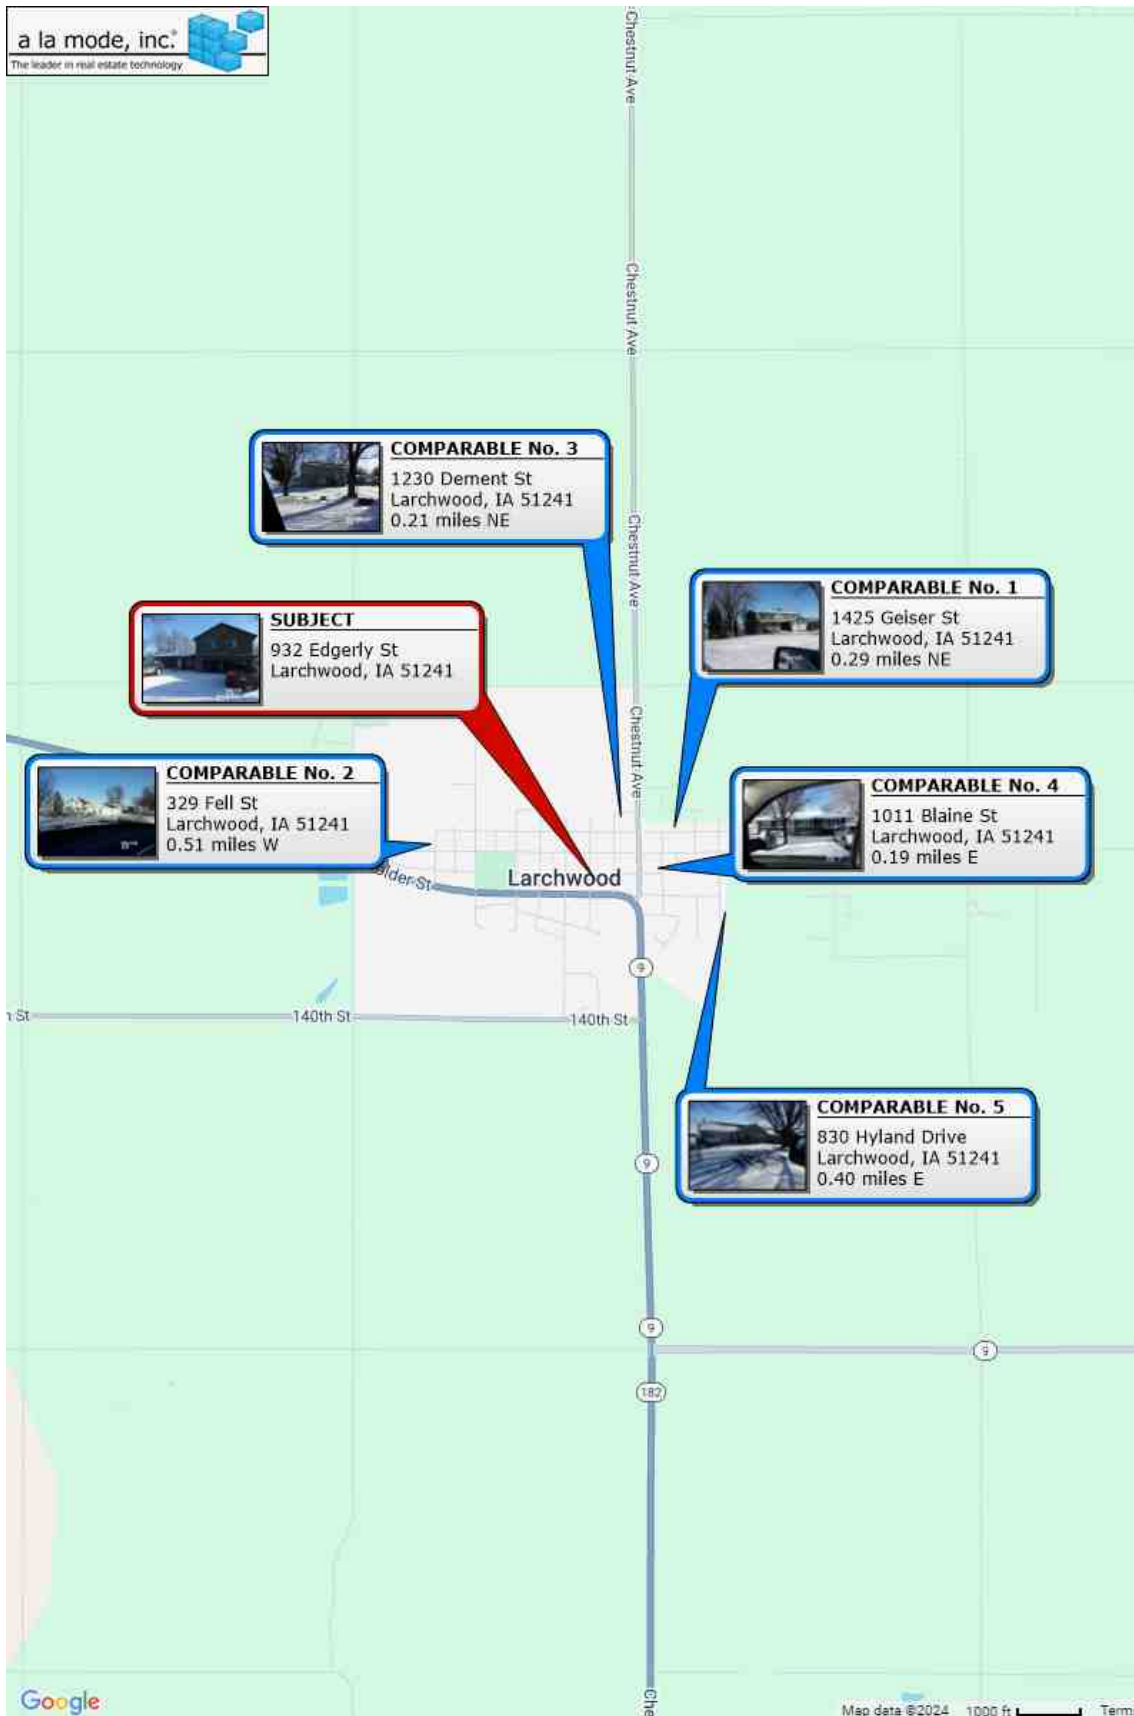 a la mode, inc.®
The leader in real estate technology
Chestnut Ave
Chestnut Ave
COMPARABLE No. 3
1230 Dement St
Larchwood, IA 51241
0.21 miles NE
Chestnut Ave
COMPARABLE No. 1
1425 Geiser St
Larchwood, IA 51241
0.29 miles NE
SUBJECT
932 Edgerly St
Larchwood, IA 51241
Chestnut Ave
COMPARABLE No. 2
329 Fell St
Larchwood, IA 51241
0.51 miles W
COMPARABLE No. 4
1011 Blaine St
Larchwood, IA 51241
0.19 miles E
Larchwood
9
140th St
140th St
COMPARABLE No. 5
830 Hyland Drive
Larchwood, IA 51241
0.40 miles E
9
9
9
182
Che
Google
Map data ©2024 1000 ft Term